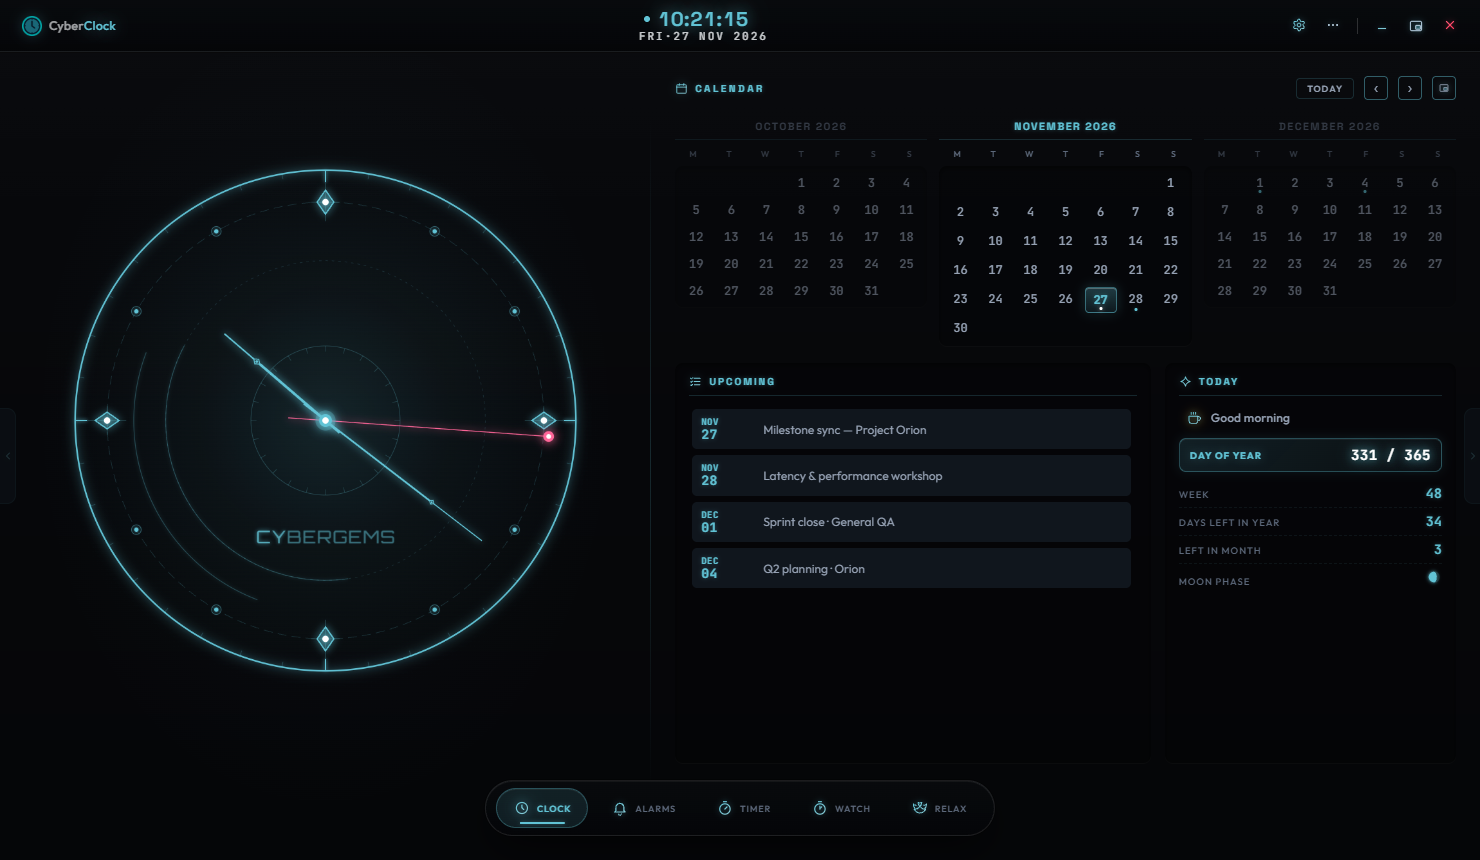 CyberClock
10:21:15
FRI·27 NOV 2026
CALENDAR
TODAY
OCTOBER 2026
M T W T F S S
1 2 3 4
5 6 7 8 9 10 11
12 13 14 15 16 17 18
19 20 21 22 23 24 25
26 27 28 29 30 31
NOVEMBER 2026
M T W T F S S
1
2 3 4 5 6 7 8
9 10 11 12 13 14 15
16 17 18 19 20 21 22
23 24 25 26 27 28 29
30
DECEMBER 2026
M T W T F S S
1 2 3 4 5 6
7 8 9 10 11 12 13
14 15 16 17 18 19 20
21 22 23 24 25 26 27
28 29 30 31
CYBERGEMS
UPCOMING
NOV
27
Milestone sync — Project Orion
NOV
28
Latency & performance workshop
DEC
01
Sprint close · General QA
DEC
04
Q2 planning · Orion
TODAY
Good morning
DAY OF YEAR 331 / 365
WEEK 48
DAYS LEFT IN YEAR 34
LEFT IN MONTH 3
MOON PHASE
CLOCK
ALARMS
TIMER
WATCH
RELAX